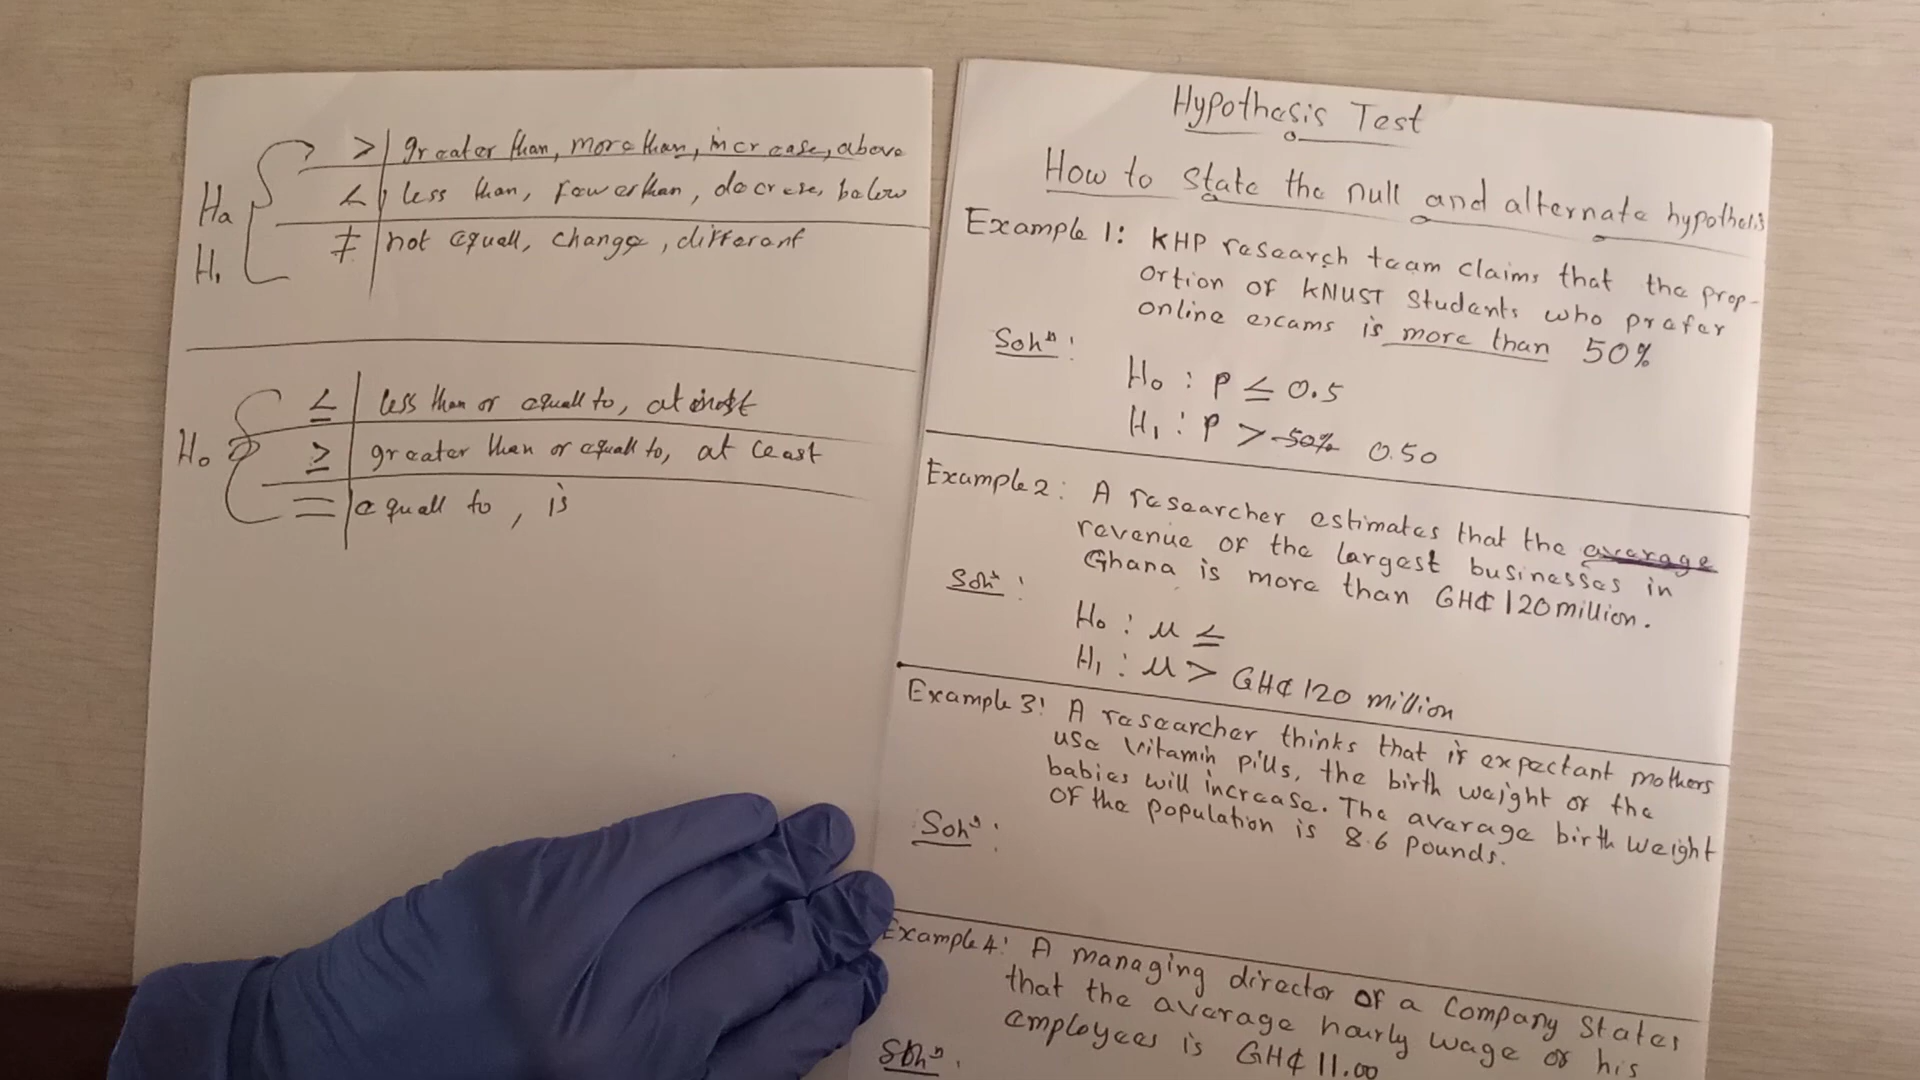 > greater than, more than, increase, above
Ha < less than, Fewer than, decrese, below
H₁ ≠ not equall, change, different
≤ less than or equall to, at most
H₀ ≥ greater than or equall to, at least
= equall to, is
Hypothesis Test
How to state the null and alternate hypothesis
Example 1: KHP research team claims that the prop-
ortion of KNUST Students who prefer
online exams is more than 50%
Solⁿ:
H₀ : P ≤ 0.5
H₁ : P > 50% 0.50
Example 2: A researcher estimates that the average
revenue of the largest businesses in
Ghana is more than GH₵ 120 million.
Solⁿ:
H₀ : μ ≤
H₁ : μ > GH₵ 120 million
Example 3: A researcher thinks that if expectant mothers
use vitamin pills, the birth weight of the
babies will increase. The average birth weight
of the population is 8.6 pounds.
Solⁿ:
Example 4: A managing director of a Company States
that the average hourly wage of his
employees is GH₵ 11.00
Solⁿ: